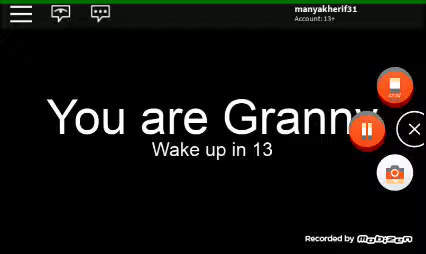 manyakherif31
Account: 13+
You are Granny
Wake up in 13
Recorded by mobizen